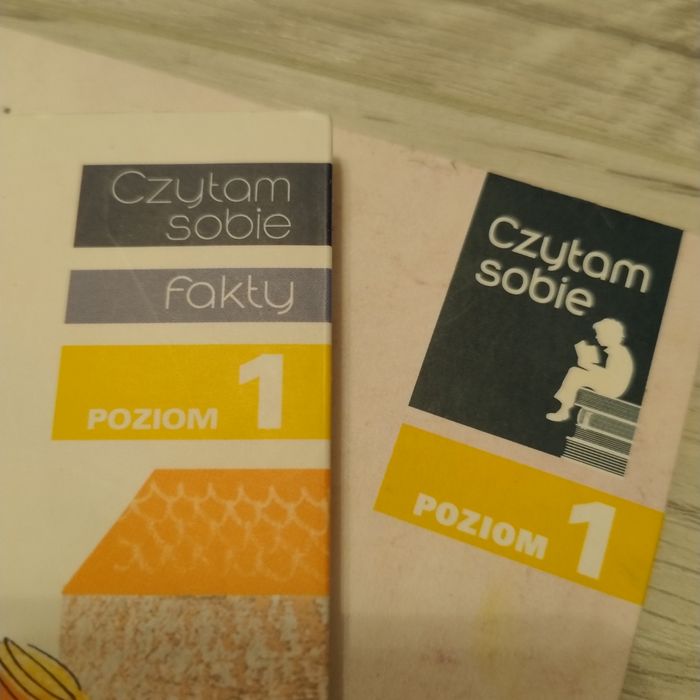 Czytam
sobie
fakty
POZIOM 1
Czytam
sobie
POZIOM 1